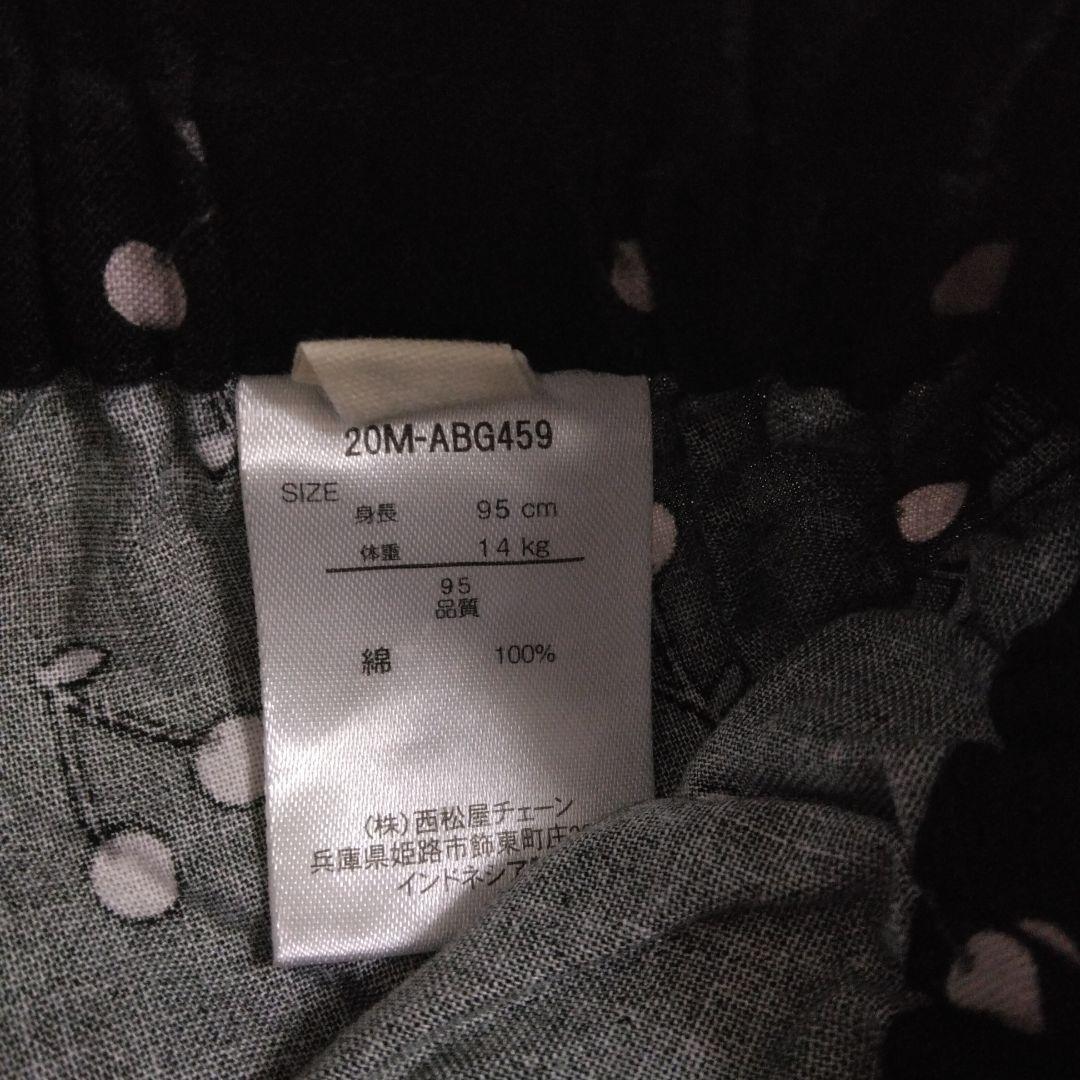 20M-ABG459
SIZE
身長 95 cm
体重 14 kg
95
品質
綿 100%
(株)西松屋チェーン
兵庫県姫路市飾東町庄
インドネシア